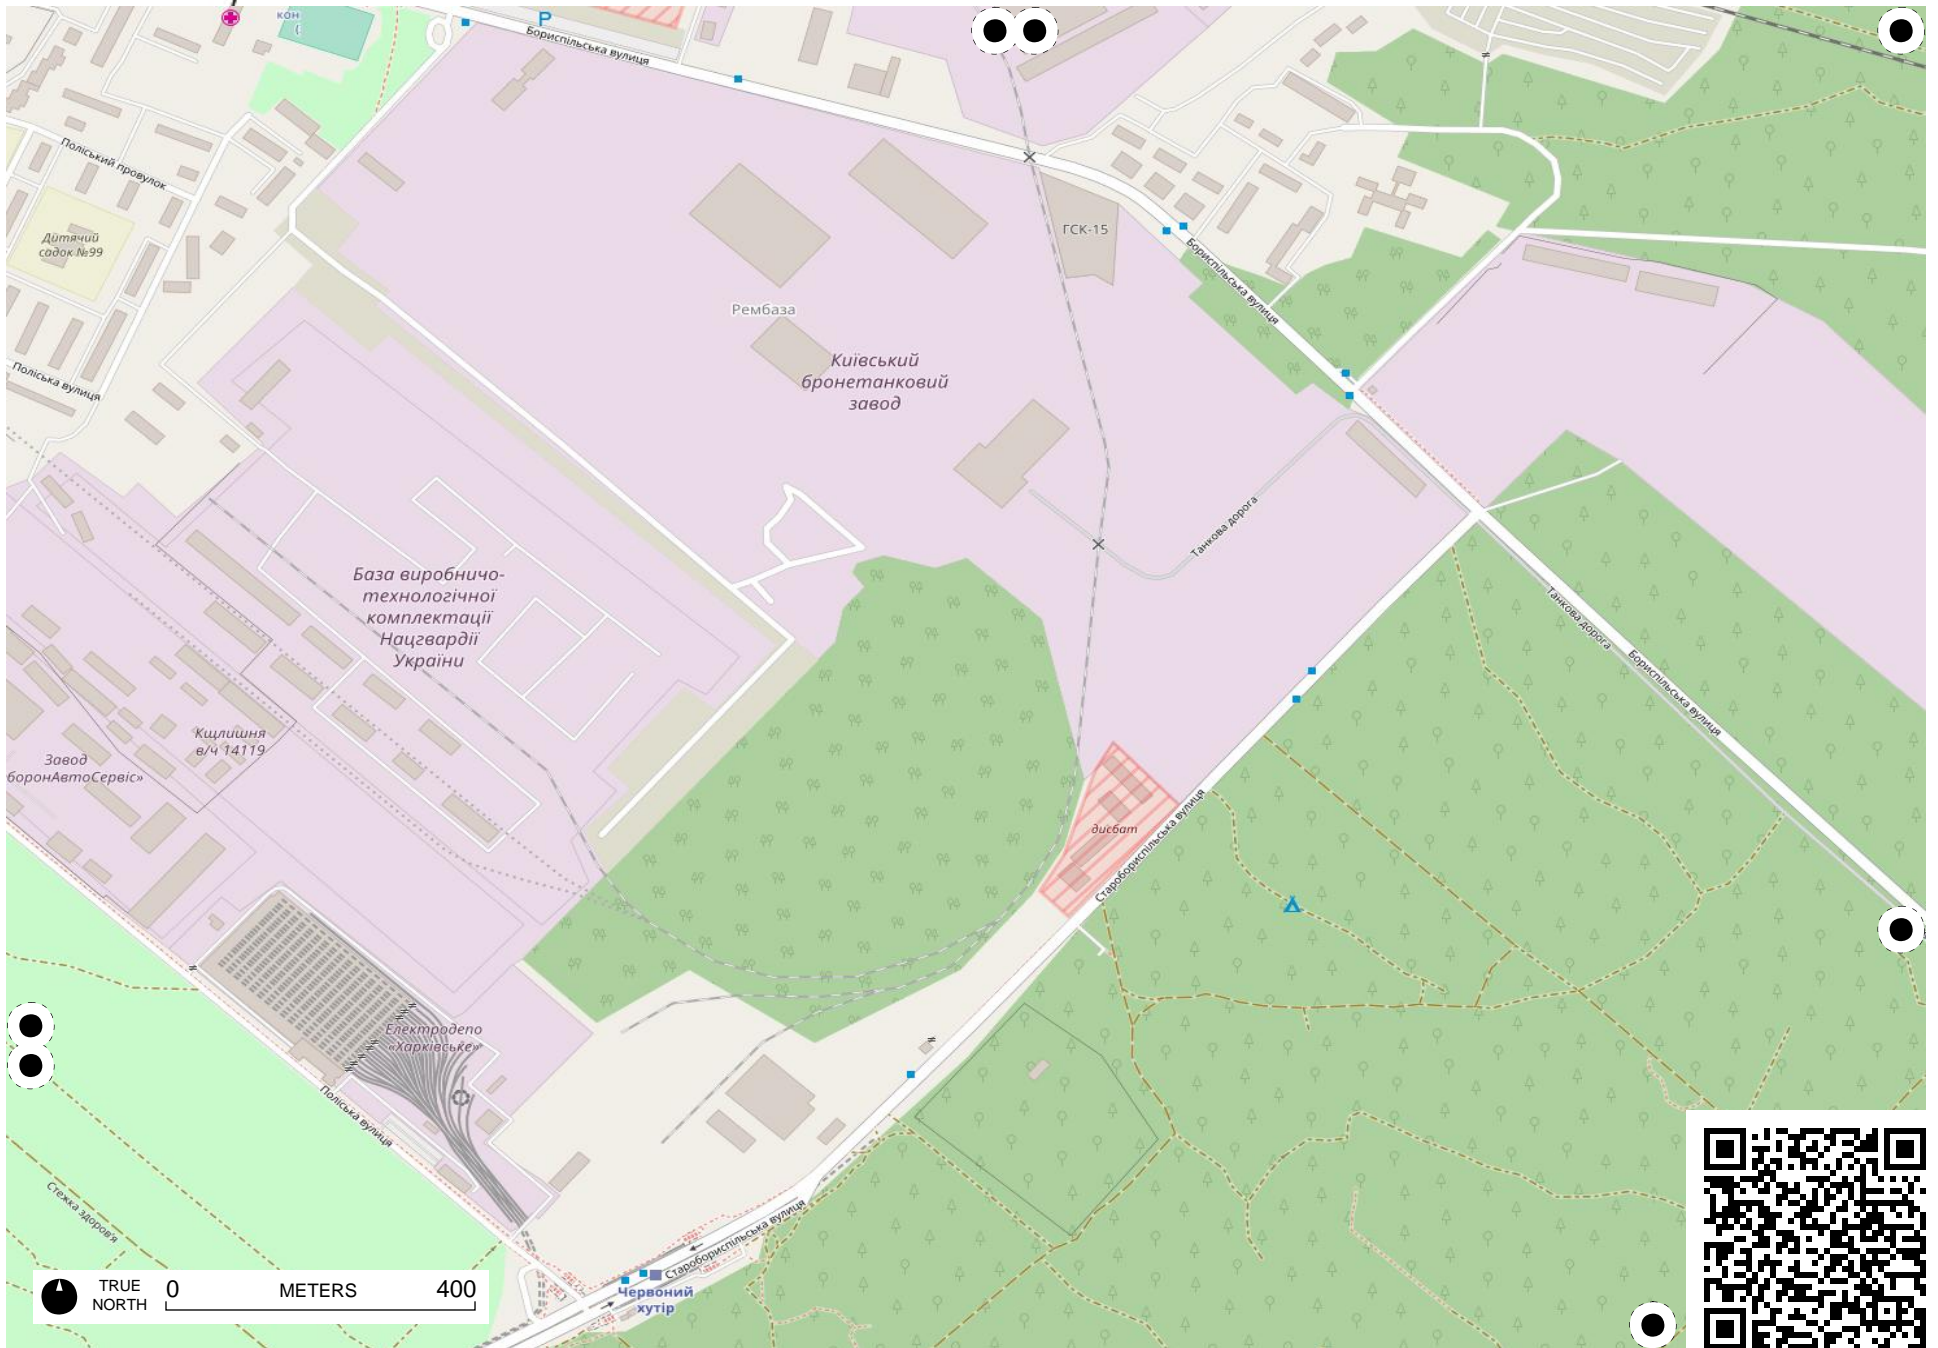 кон
P
Бориспільська вулиця
Поліський провулок
Дитячий
садок №99
ГСК-15
Бориспільська вулиця
Рембаза
Київський
бронетанковий
завод
Поліська вулиця
Танкова дорога
База виробничо-
технологічної
комплектації
Нацгвардії
України
Танкова дорога
Бориспільська вулиця
Кщлишня
в/ч 14119
Завод
боронАвтоСервіс»
дисбат
Старобориспільська вулиця
Електродепо
«Харківське»
Поліська вулиця
Стежка здоров'я
Старобориспільська вулиця
Червоний
хутір
TRUE
NORTH
0 METERS 400